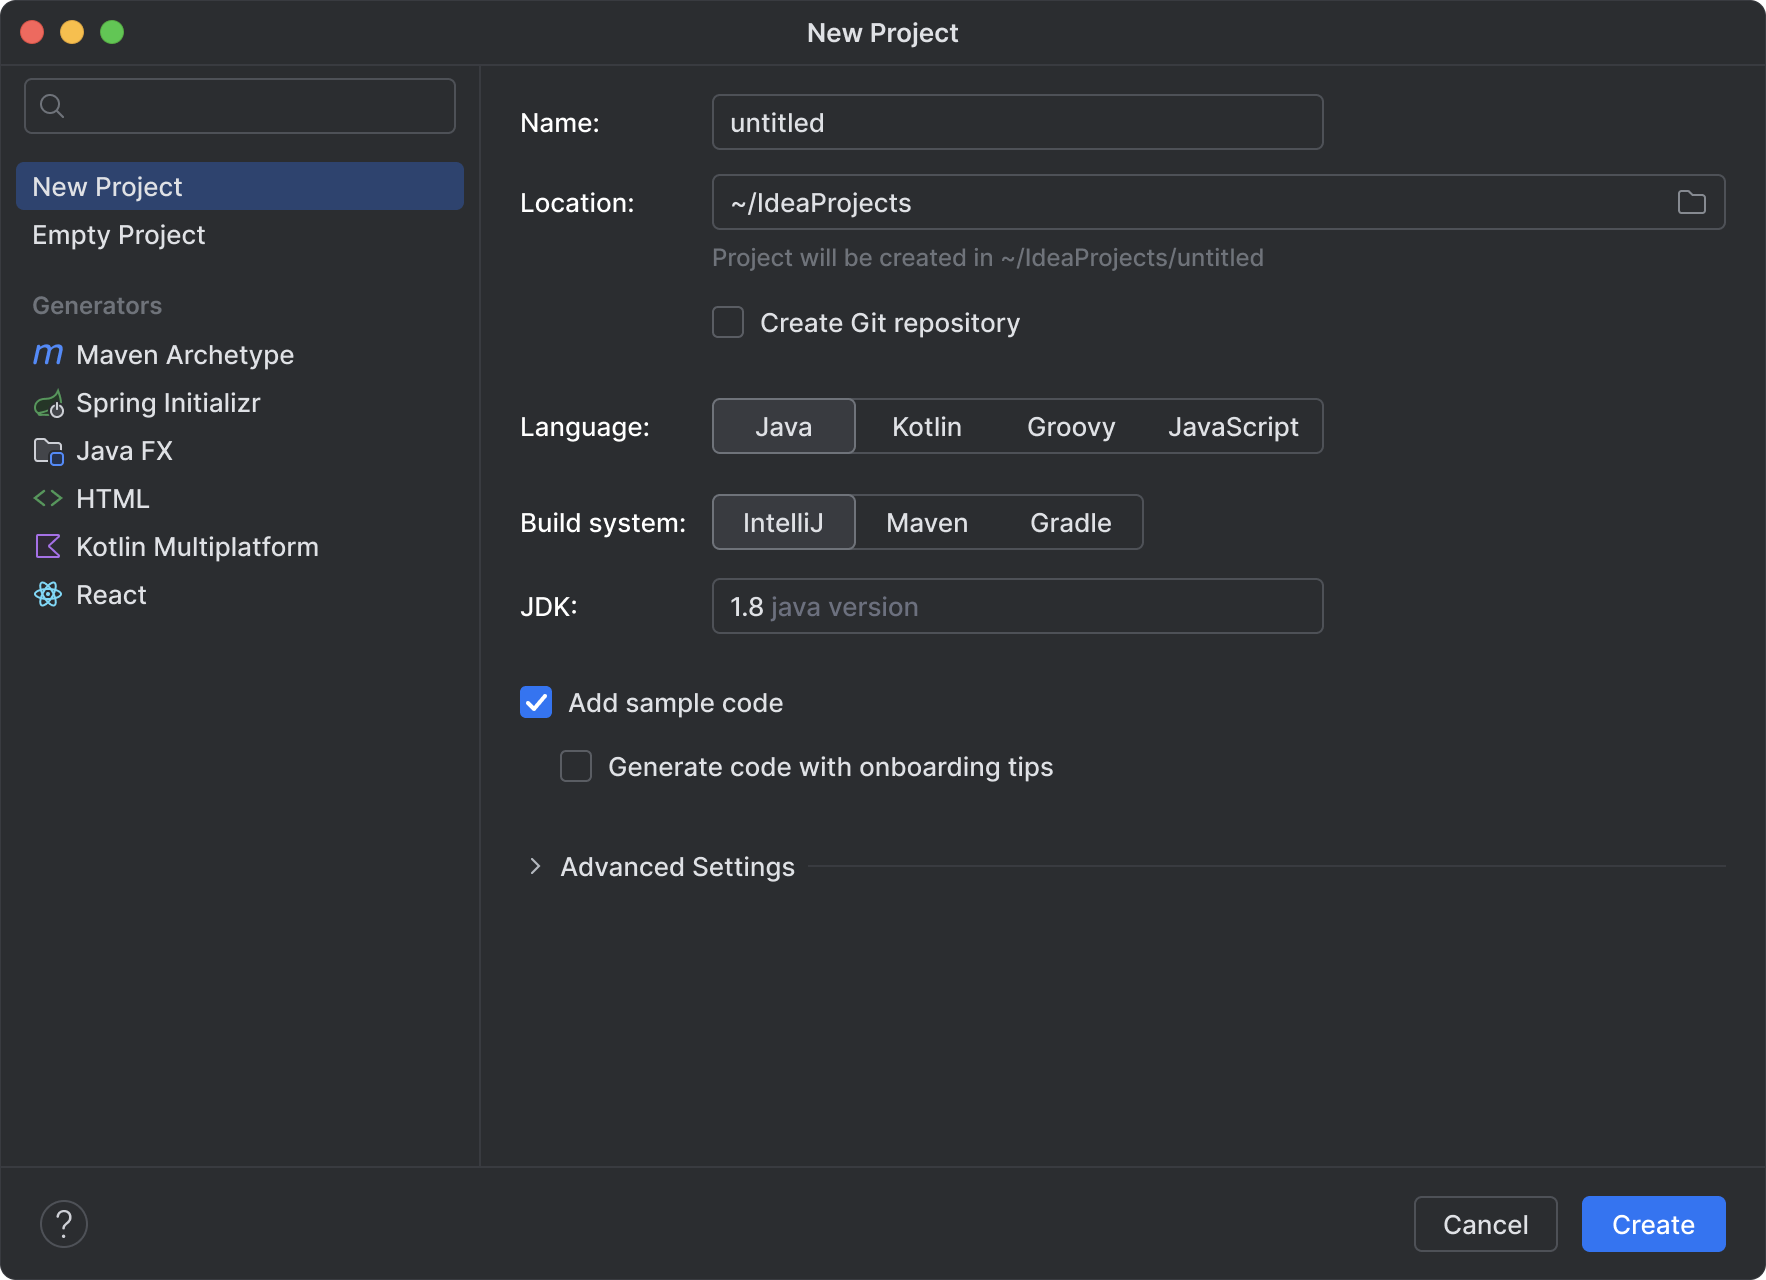 New Project
New Project
Empty Project
Generators
Maven Archetype
Spring Initializr
Java FX
HTML
Kotlin Multiplatform
React
Name: untitled
Location: ~/IdeaProjects
Project will be created in ~/IdeaProjects/untitled
Create Git repository
Language: Java Kotlin Groovy JavaScript
Build system: IntelliJ Maven Gradle
JDK: 1.8 java version
Add sample code
Generate code with onboarding tips
Advanced Settings
? Cancel Create